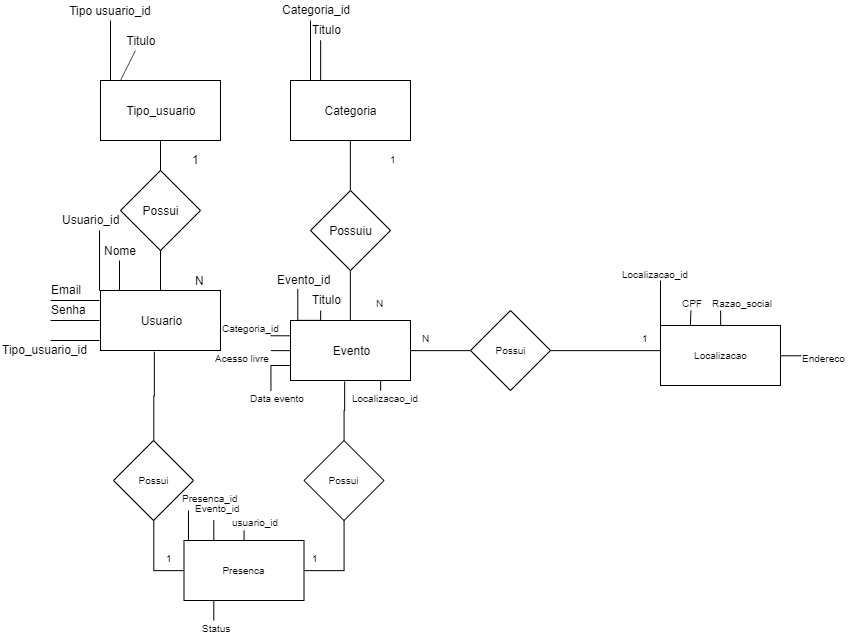 Tipo usuario_id
Titulo
Categoria_id
Titulo
Tipo_usuario
Categoria
1
1
Possui
Possuiu
Usuario_id
Nome
Email
Senha
Tipo_usuario_id
N
Usuario
Evento_id
Titulo
N
Categoria_id
Acesso livre
Data evento
Evento
Localizacao_id
N
Possui
1
Localizacao_id
CPF
Razao_social
Localizacao
Endereco
Possui
Possui
Presenca_id
Evento_id
usuario_id
1
1
Presenca
Status